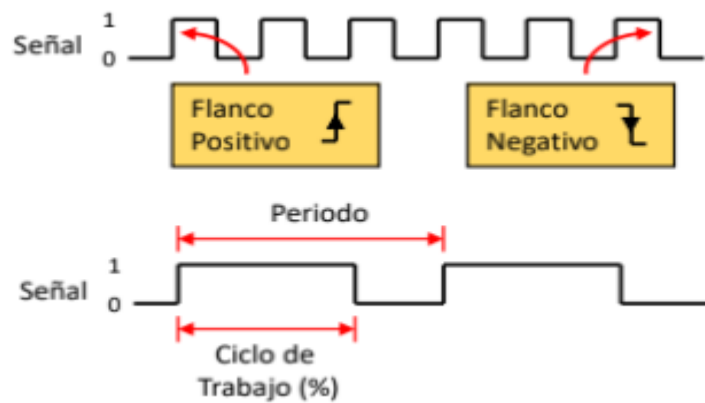 Señal
1
0
Flanco
Positivo
Flanco
Negativo
Periodo
Señal
1
0
Ciclo de
Trabajo (%)